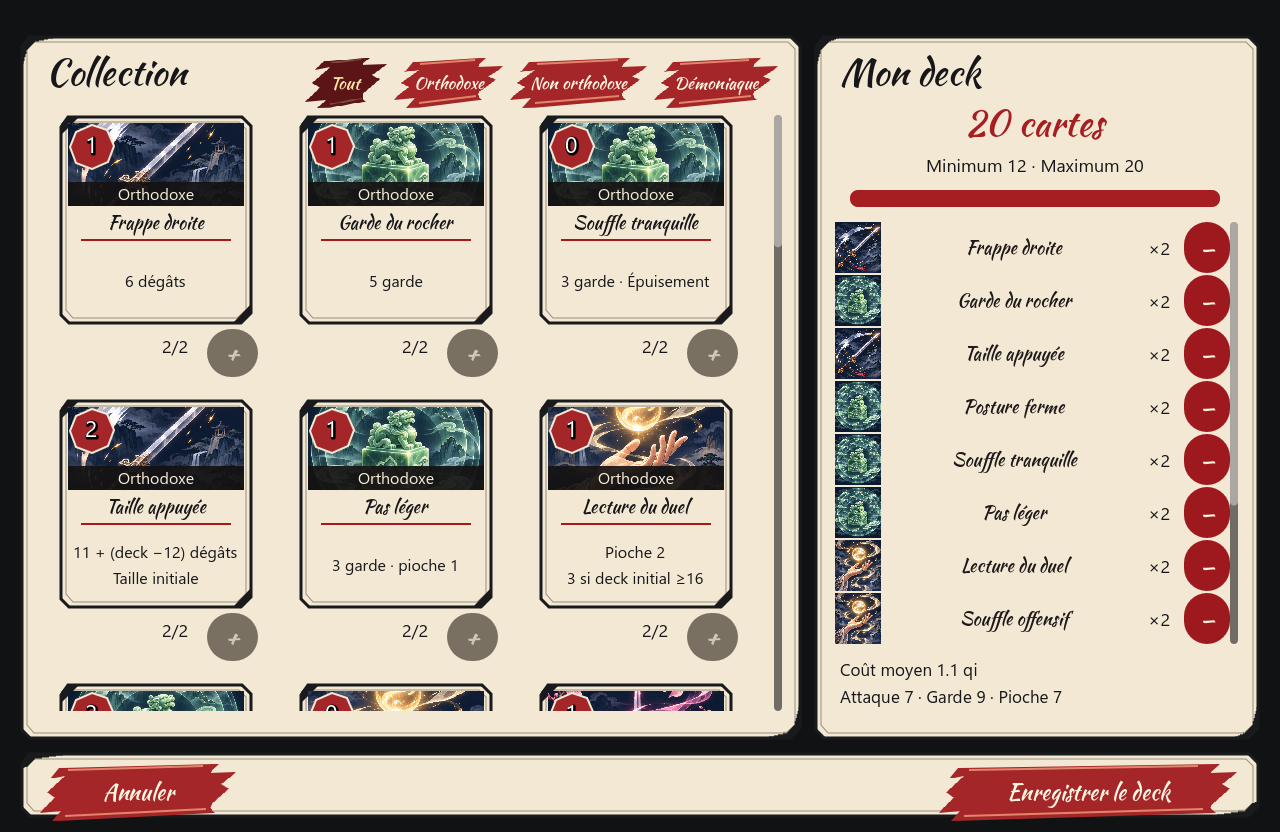 Collection
Tout
Orthodoxe
Non orthodoxe
Démoniaque
1
Orthodoxe
Frappe droite
6 dégâts
2/2
+
1
Orthodoxe
Garde du rocher
5 garde
2/2
+
0
Orthodoxe
Souffle tranquille
3 garde · Épuisement
2/2
+
2
Orthodoxe
Taille appuyée
11 + (deck −12) dégâts
Taille initiale
2/2
+
1
Orthodoxe
Pas léger
3 garde · pioche 1
2/2
+
1
Orthodoxe
Lecture du duel
Pioche 2
3 si deck initial ≥16
2/2
+
Mon deck
20 cartes
Minimum 12 · Maximum 20
Frappe droite ×2 −
Garde du rocher ×2 −
Taille appuyée ×2 −
Posture ferme ×2 −
Souffle tranquille ×2 −
Pas léger ×2 −
Lecture du duel ×2 −
Souffle offensif ×2 −
Coût moyen 1.1 qi
Attaque 7 · Garde 9 · Pioche 7
Annuler
Enregistrer le deck